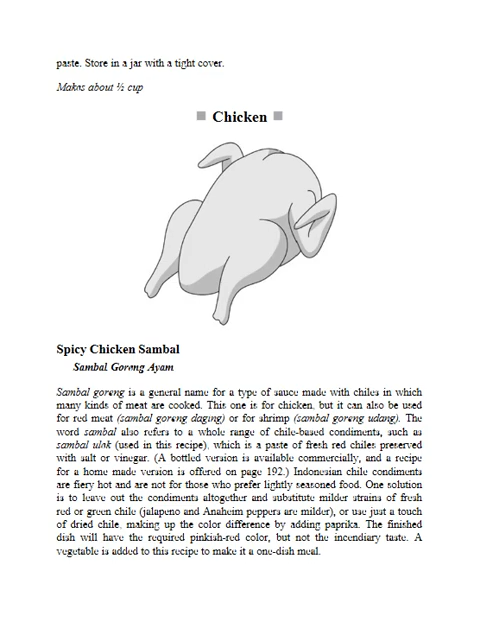 paste. Store in a jar with a tight cover.
Makes about ½ cup
Chicken
Spicy Chicken Sambal
Sambal Goreng Ayam
Sambal goreng is a general name for a type of sauce made with chiles in which
many kinds of meat are cooked. This one is for chicken, but it can also be used
for red meat (sambal goreng daging) or for shrimp (sambal goreng udang). The
word sambal also refers to a whole range of chile-based condiments, such as
sambal ulek (used in this recipe), which is a paste of fresh red chiles preserved
with salt or vinegar. (A bottled version is available commercially, and a recipe
for a home made version is offered on page 192.) Indonesian chile condiments
are fiery hot and are not for those who prefer lightly seasoned food. One solution
is to leave out the condiments altogether and substitute milder strains of fresh
red or green chile (jalapeno and Anaheim peppers are milder), or use just a touch
of dried chile, making up the color difference by adding paprika. The finished
dish will have the required pinkish-red color, but not the incendiary taste. A
vegetable is added to this recipe to make it a one-dish meal.